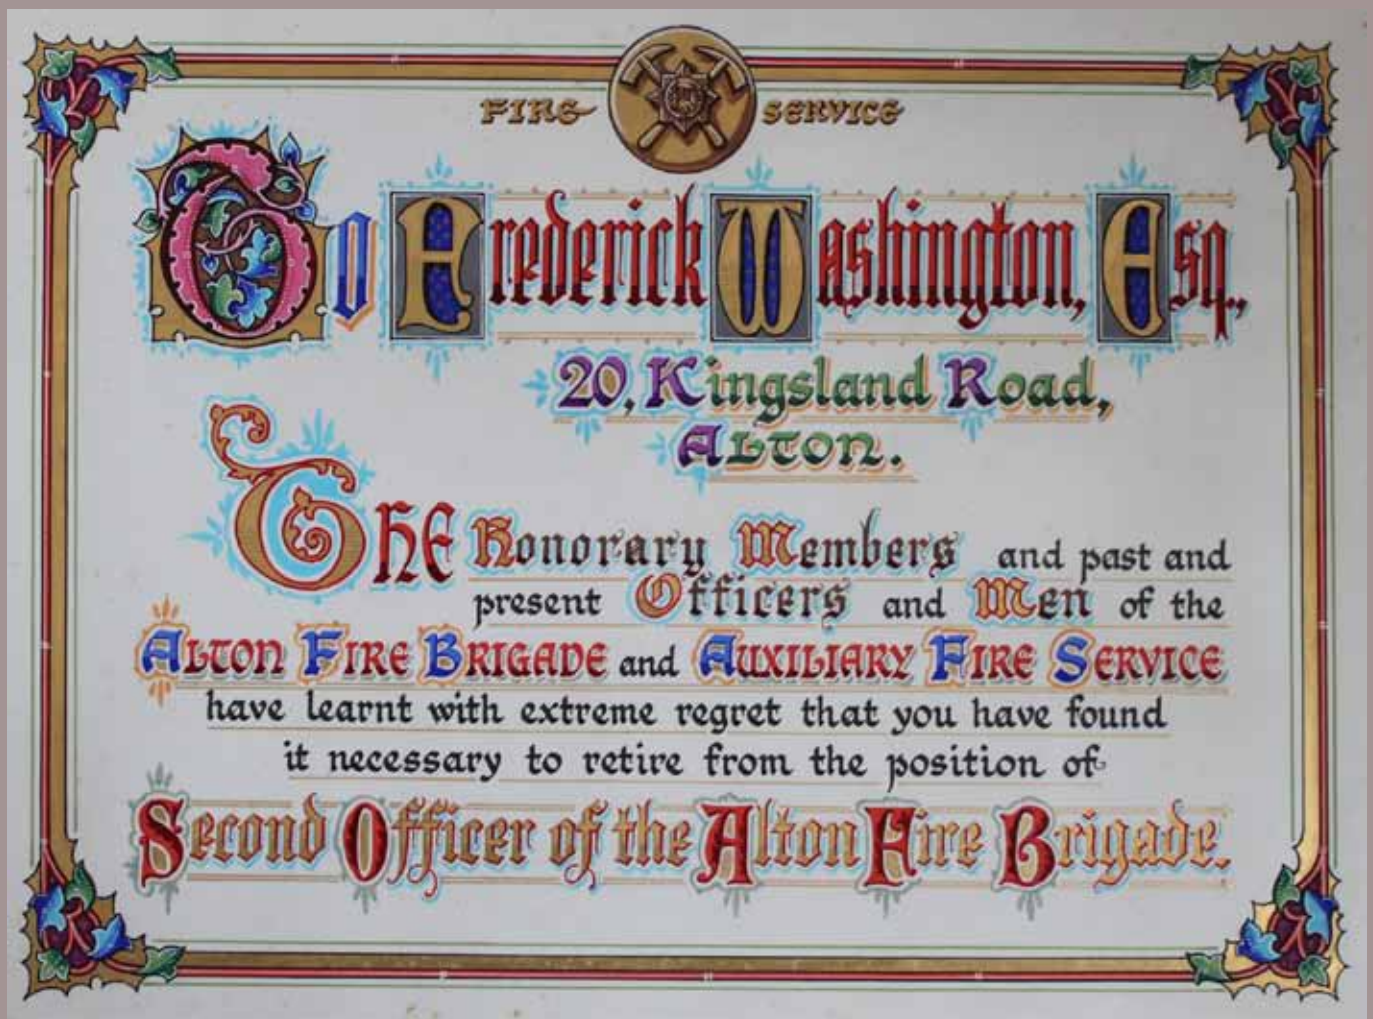 FIRE SERVICE
To Frederick Washington, Esq.,
20, Kingsland Road,
ALTON.
THE Honorary Members and past and
present Officers and Men of the
ALTON FIRE BRIGADE and AUXILIARY FIRE SERVICE
have learnt with extreme regret that you have found
it necessary to retire from the position of
Second Officer of the Alton Fire Brigade.